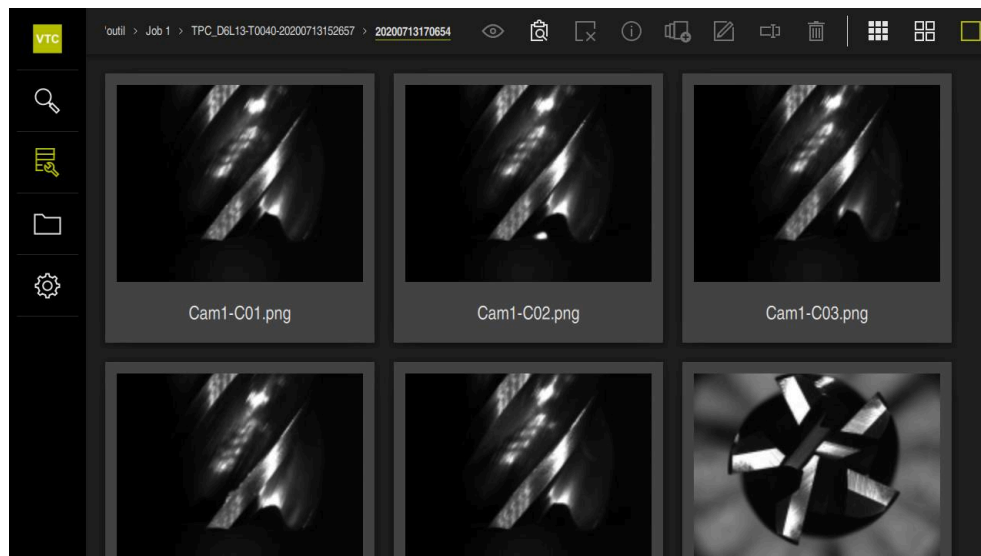 VTC
'outil > Job 1 > TPC_D6L13-T0040-20200713152657 > 20200713170654
Cam1-C01.png
Cam1-C02.png
Cam1-C03.png